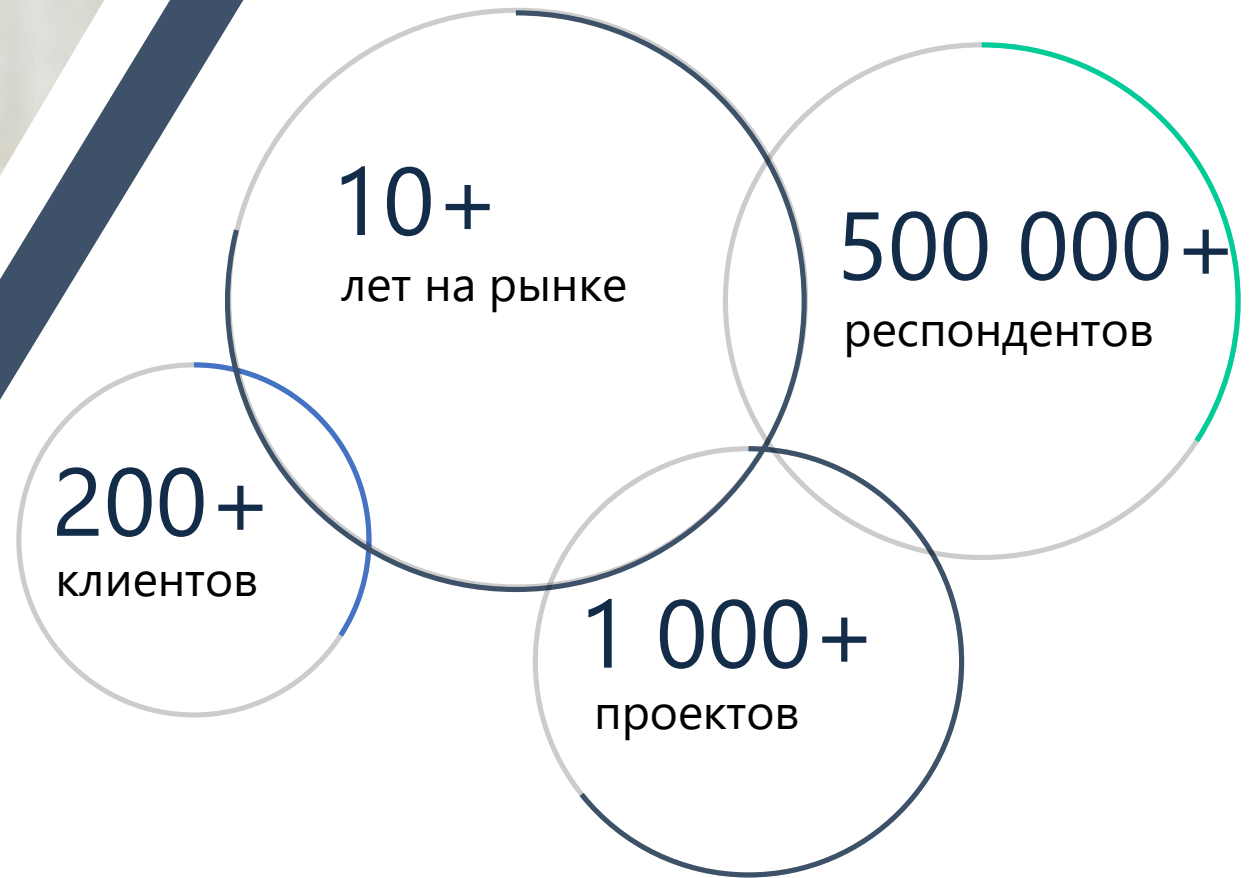 10+
лет на рынке
500 000+
респондентов
200+
клиентов
1 000+
проектов